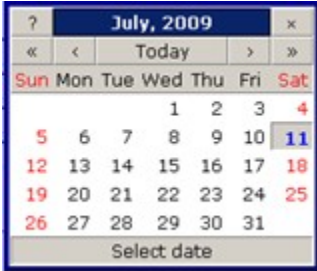 ? July, 2009 ×
« ‹ Today › »
Sun Mon Tue Wed Thu Fri Sat
1 2 3 4
5 6 7 8 9 10 11
12 13 14 15 16 17 18
19 20 21 22 23 24 25
26 27 28 29 30 31
Select date